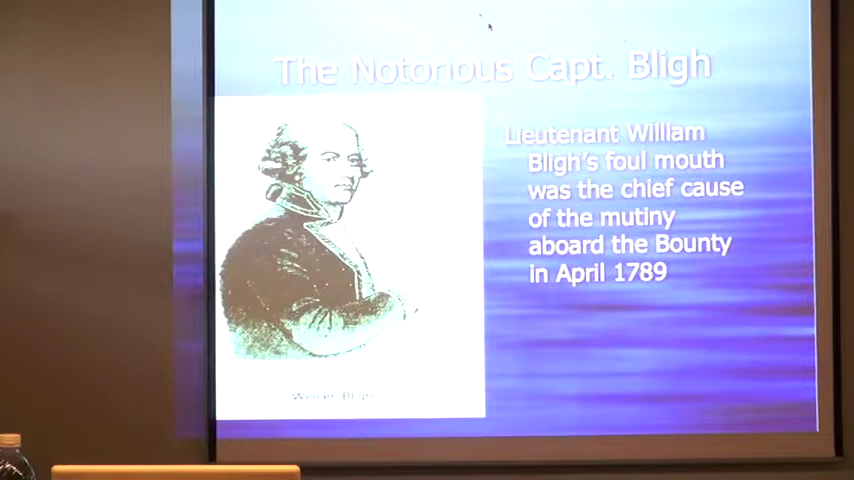 The Notorious Capt. Bligh
Lieutenant William
Bligh's foul mouth
was the chief cause
of the mutiny
aboard the Bounty
in April 1789
William Bligh